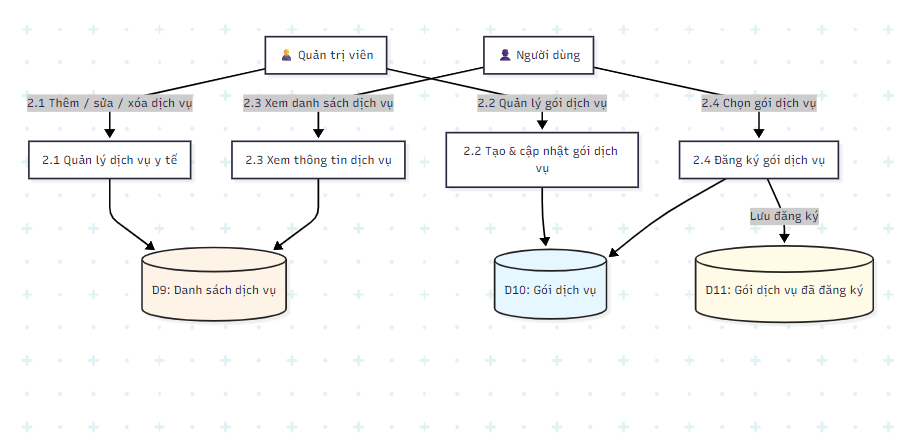 Quản trị viên
Người dùng
2.1 Thêm / sửa / xóa dịch vụ
2.3 Xem danh sách dịch vụ
2.2 Quản lý gói dịch vụ
2.4 Chọn gói dịch vụ
2.1 Quản lý dịch vụ y tế
2.3 Xem thông tin dịch vụ
2.2 Tạo & cập nhật gói dịch
vụ
2.4 Đăng ký gói dịch vụ
Lưu đăng ký
D9: Danh sách dịch vụ
D10: Gói dịch vụ
D11: Gói dịch vụ đã đăng ký